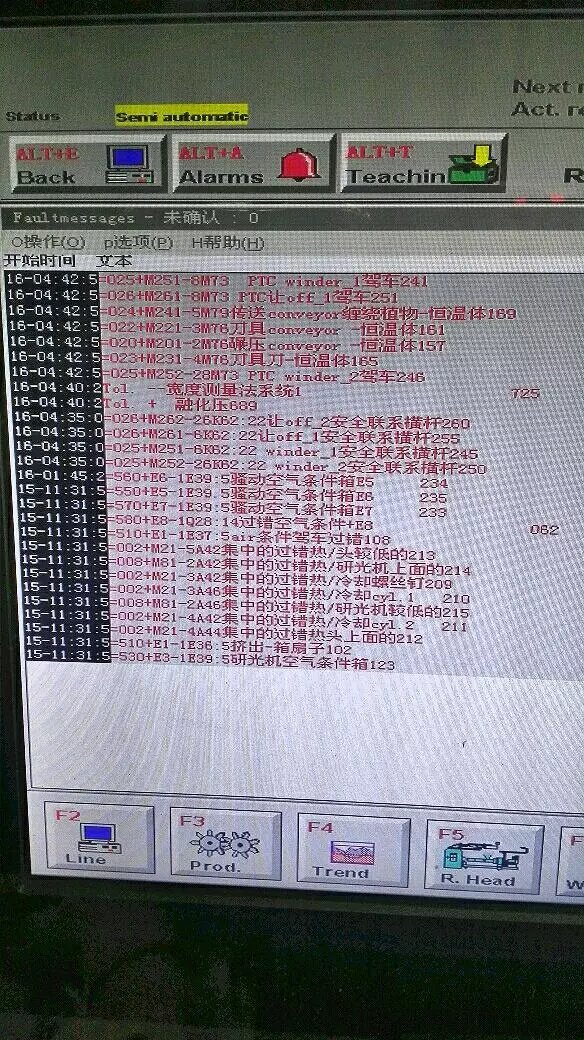 Next
Act.
Status
Semi automatic
ALT+E
Back
ALT+A
Alarms
ALT+T
Teachin
R
Faultmessages - 未确认 : 0
O操作(O) p选项(P) H帮助(H)
开始时间 文本
16-04:42:5=025+M251-8M73 PTC winder_1驾车241
16-04:42:5=026+M261-8M73 PTC让off_1驾车251
16-04:42:5=024+M241-5M79传送conveyor缠绕植物-恒温体169
16-04:42:5=022+M221-3M76刀具conveyor -恒温体161
16-04:42:5=020+M201-2M76碾压conveyor -恒温体157
16-04:42:5=023+M231-4M76刀具刀-恒温体165
16-04:42:5=025+M252-28M73 PTC winder_2驾车246
16-04:40:2Tol. 一宽度测量法系统1 725
16-04:40:2Tol. + 融化压689
16-04:35:0=026+M262-26K62:22让off_2安全联系横杆260
16-04:35:0=026+M261-6K62:22让off_1安全联系横杆255
16-04:35:0=025+M251-6K62:22 winder_1安全联系横杆245
16-04:35:0=025+M252-26K62:22 winder_2安全联系横杆250
16-01:45:2=560+E6-1E39:5骚动空气条件箱E5 234
15-11:31:5=550+E5-1E39:5骚动空气条件箱E6 235
15-11:31:5=570+E7-1E39:5骚动空气条件箱E7 233
15-11:31:5=580+E8-1Q28:14过错空气条件+E8 062
15-11:31:5=510+E1-1E37:5air条件驾车过错108
15-11:31:5=002+M21-5A42集中的过错热/头较低的213
15-11:31:5=008+M81-2A42集中的过错热/研光机上面的214
15-11:31:5=002+M21-3A42集中的过错热/冷却螺丝钉209
15-11:31:5=002+M21-3A46集中的过错热/冷却cyl.1 210
15-11:31:5=008+M81-2A46集中的过错热/研光机较低的215
15-11:31:5=002+M21-4A42集中的过错热/冷却cyl.2 211
15-11:31:5=002+M21-4A44集中的过错热头上面的212
15-11:31:5=510+E1-1E36:5挤出-箱扇子102
15-11:31:5=530+E3-1E39:5研光机空气条件箱123
F2
Line
F3
Prod.
F4
Trend
F5
R. Head
F
W